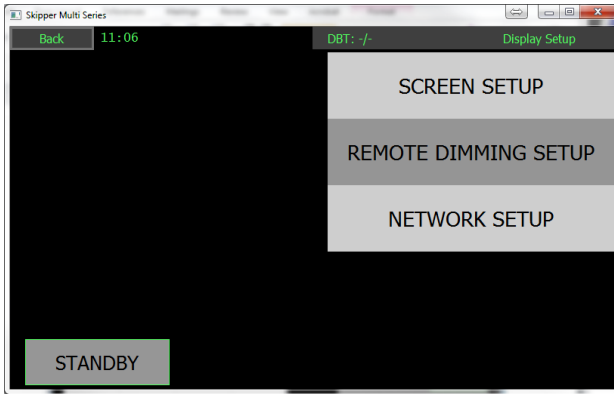 Skipper Multi Series
Back 11:06 DBT: -/- Display Setup
SCREEN SETUP
REMOTE DIMMING SETUP
NETWORK SETUP
STANDBY